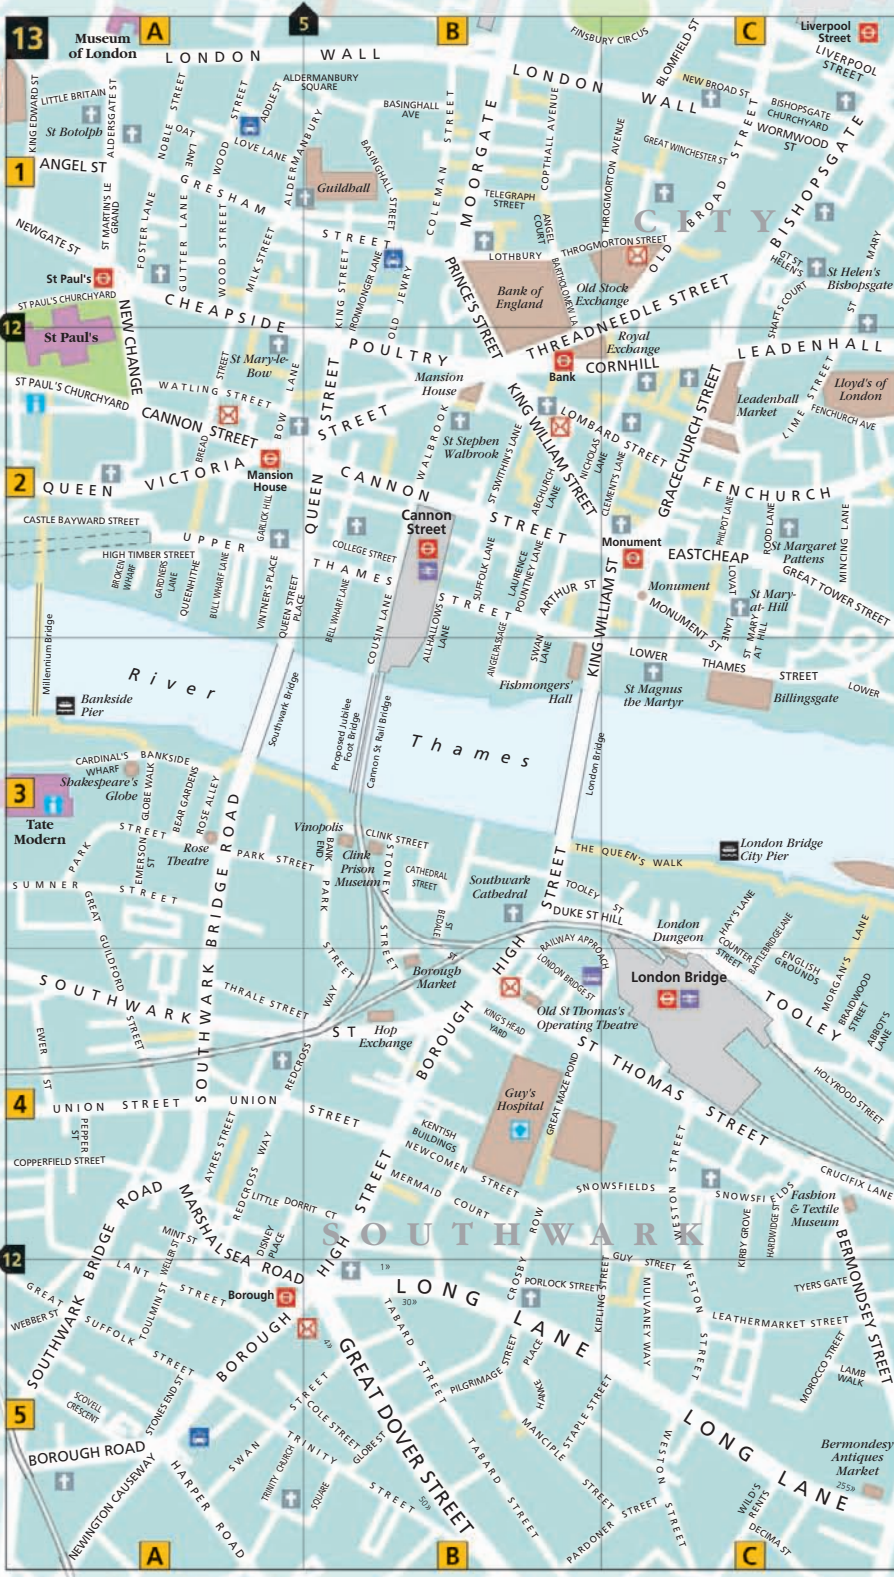 13
A
5
B
C
Museum
of London
FINSBURY CIRCUS
BLOMFIELD ST
Liverpool
Street
LIVERPOOL
STREET
LONDON WALL
LONDON WALL
KING EDWARD ST
LITTLE BRITAIN
St Botolph
ALDERSGATE ST
NOBLE STREET
OAT LANE
WOOD STREET
ADDLE ST
LOVE LANE
ALDERMANBURY
SQUARE
ALDERMANBURY
BASINGHALL
AVE
BASINGHALL STREET
COLEMAN STREET
MOORGATE
COPTHALL AVENUE
THROGMORTON AVENUE
NEW BROAD ST
BISHOPSGATE
CHURCHYARD
WORMWOOD
ST
GREAT WINCHESTER ST
OLD BROAD STREET
BISHOPSGATE
1
ANGEL ST
ST MARTIN'S LE
GRAND
FOSTER LANE
GUTTER LANE
WOOD STREET
GRESHAM STREET
MILK STREET
Guildhall
TELEGRAPH
STREET
ANGEL
COURT
CITY
THROGMORTON STREET
LOTHBURY
BARTHOLOMEW LA
Old Stock
Exchange
Bank of
England
NEWGATE ST
St Paul's
ST PAUL'S CHURCHYARD
KING STREET
IRONMONGER LANE
OLD JEWRY
PRINCE'S STREET
GT ST
HELEN'S
St Helen's
Bishopsgate
SHAFTS COURT
ST MARY
12
St Paul's
NEW CHANGE
CHEAPSIDE
St Mary-le-
Bow
POULTRY
THREADNEEDLE STREET
Royal
Exchange
Bank
CORNHILL
LEADENHALL
Leadenhall
Market
Lloyd's of
London
LIME STREET
FENCHURCH AVE
ST PAUL'S CHURCHYARD
WATLING STREET
CANNON STREET
BREAD STREET
BOW LANE
QUEEN STREET
STREET
Mansion
House
KING WILLIAM STREET
LOMBARD STREET
GRACECHURCH STREET
WALBROOK
St Stephen
Walbrook
ST SWITHIN'S LANE
ABCHURCH
LANE
NICHOLAS
LANE
CLEMENT'S LANE
2
QUEEN VICTORIA
Mansion
House
QUEEN
CANNON STREET
FENCHURCH
CASTLE BAYWARD STREET
UPPER THAMES STREET
HIGH TIMBER STREET
BROKEN
WHARF
GARDNERS
LANE
QUEENHITHE
BULL WHARF LANE
GARLICK HILL
VINTNER'S PLACE
QUEEN STREET
PLACE
COLLEGE STREET
BELL WHARF LANE
COUSIN LANE
Cannon
Street
ALLHALLOWS
LANE
SUFFOLK LANE
LAURENCE
POUNTNEY LANE
ANGEL PASSAGE
SWAN
LANE
ARTHUR ST
Monument
KING WILLIAM ST
EASTCHEAP
PHILPOT LANE
ROOD LANE
St Margaret
Pattens
MINCING LANE
GREAT TOWER STREET
Monument
MONUMENT ST
LOVAT LANE
St Mary-
at- Hill
ST MARY
AT HILL
LOWER THAMES STREET
LOWER
Fishmongers'
Hall
St Magnus
the Martyr
Billingsgate
Millennium Bridge
Bankside
Pier
River Thames
Southwark Bridge
Proposed Jubilee
Foot Bridge
Cannon St Rail Bridge
London Bridge
3
Tate
Modern
CARDINAL'S
WHARF
BANKSIDE
Shakespeare's
Globe
GLOBE WALK
BEAR GARDENS
ROSE ALLEY
Rose
Theatre
EMERSON
ST
PARK STREET
PARK STREET
SUMNER STREET
GREAT GUILDFORD STREET
SOUTHWARK BRIDGE ROAD
Vinopolis
BANK
END
Clink
Prison
Museum
CLINK STREET
STONEY STREET
PARK STREET
CATHEDRAL
STREET
Southwark
Cathedral
BEDALE ST
THE QUEEN'S WALK
London Bridge
City Pier
TOOLEY ST
DUKE ST HILL
London
Dungeon
HAY'S LANE
COUNTER
STREET
BATTLEBRIDGE LANE
ENGLISH
GROUNDS
MORGAN'S LANE
BRAIDWOOD
STREET
ABBOT'S
LANE
RAILWAY APPROACH
LONDON BRIDGE ST
London Bridge
TOOLEY
SOUTHWARK ST
THRALE STREET
WAY
Borough
Market
Hop
Exchange
KING'S HEAD
YARD
Old St Thomas's
Operating Theatre
ST THOMAS STREET
HOLYROOD STREET
EWER ST
REDCROSS
BOROUGH HIGH STREET
4
UNION STREET
UNION STREET
PEPPER
ST
COPPERFIELD STREET
AYRES STREET
REDCROSS WAY
LITTLE DORRIT CT
DISNEY
PLACE
KENTISH
BUILDINGS
NEWCOMEN STREET
MERMAID COURT
Guy's
Hospital
GREAT MAZE POND
SNOWSFIELDS
WESTON STREET
SNOWSFIELDS
KIRBY GROVE
HARDWIDGE ST
Fashion
& Textile
Museum
CRUCIFIX LANE
SOUTHWARK
12
SOUTHWARK BRIDGE ROAD
MARSHALSEA ROAD
MINT ST
WELLER ST
LANT STREET
TOULMIN ST
GREAT SUFFOLK STREET
WEBBER ST
Borough
BOROUGH HIGH STREET
1»
30»
4»
LONG LANE
CROSBY ROW
PORLOCK STREET
KIPLING STREET
GUY STREET
MULVANEY WAY
WESTON STREET
LEATHERMARKET STREET
TYERS GATE
BERMONDSEY STREET
MOROCCO STREET
LAMB
WALK
5
SCOVELL
CRESCENT
STONES END ST
BOROUGH ROAD
NEWINGTON CAUSEWAY
HARPER ROAD
SWAN STREET
COLE STREET
TRINITY STREET
TRINITY CHURCH SQUARE
GLOBE ST
GREAT DOVER STREET
50»
TABARD STREET
TABARD STREET
PILGRIMAGE STREET
PLACE
MANCIPLE STREET
STAPLE STREET
PARDONER STREET
WESTON STREET
LONG LANE
WILD'S
RENTS
DECIMA ST
Bermondesy
Antiques
Market
255»
A
B
C